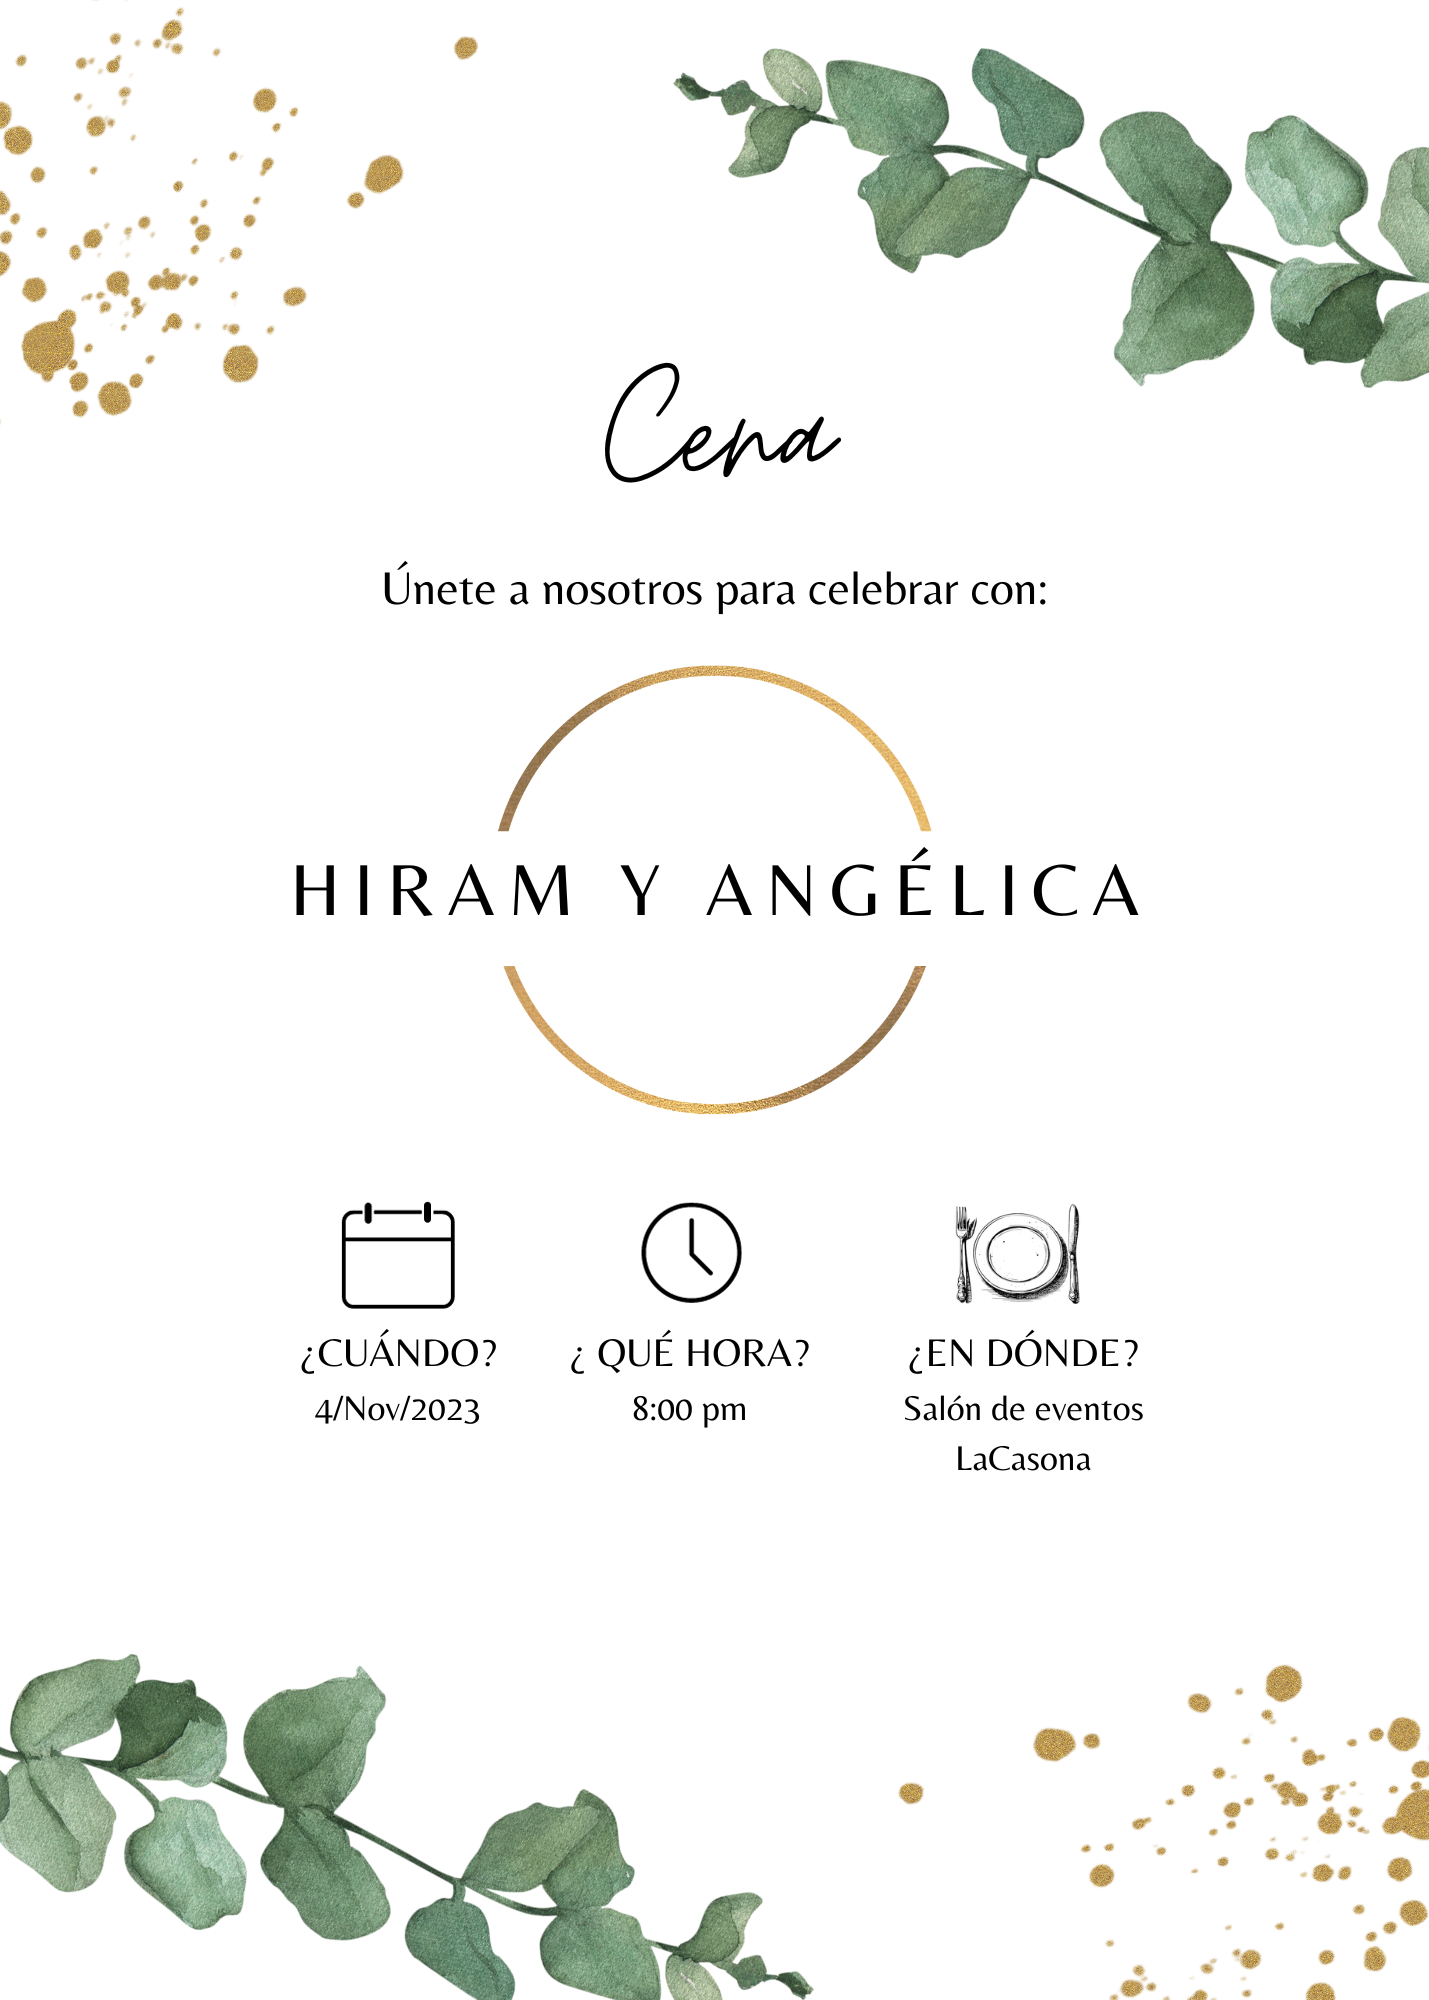 Cena
Únete a nosotros para celebrar con:
HIRAM Y ANGÉLICA
¿CUÁNDO?
4/Nov/2023
¿ QUÉ HORA?
8:00 pm
¿EN DÓNDE?
Salón de eventos
LaCasona